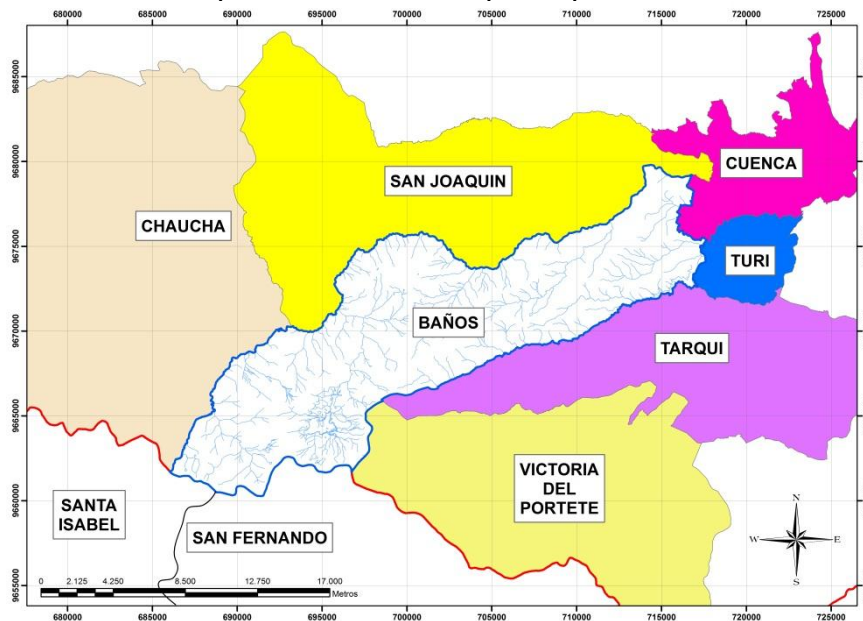 680000 685000 690000 695000 700000 705000 710000 715000 720000 725000
9685000
9680000
9675000
9670000
9665000
9660000
9655000
CUENCA
SAN JOAQUIN
CHAUCHA
TURI
BAÑOS
TARQUI
VICTORIA
DEL
PORTETE
SANTA
ISABEL
SAN FERNANDO
N
W E
S
0 2.125 4.250 8.500 12.750 17.000
Metros
680000 685000 690000 695000 700000 705000 710000 715000 720000 725000